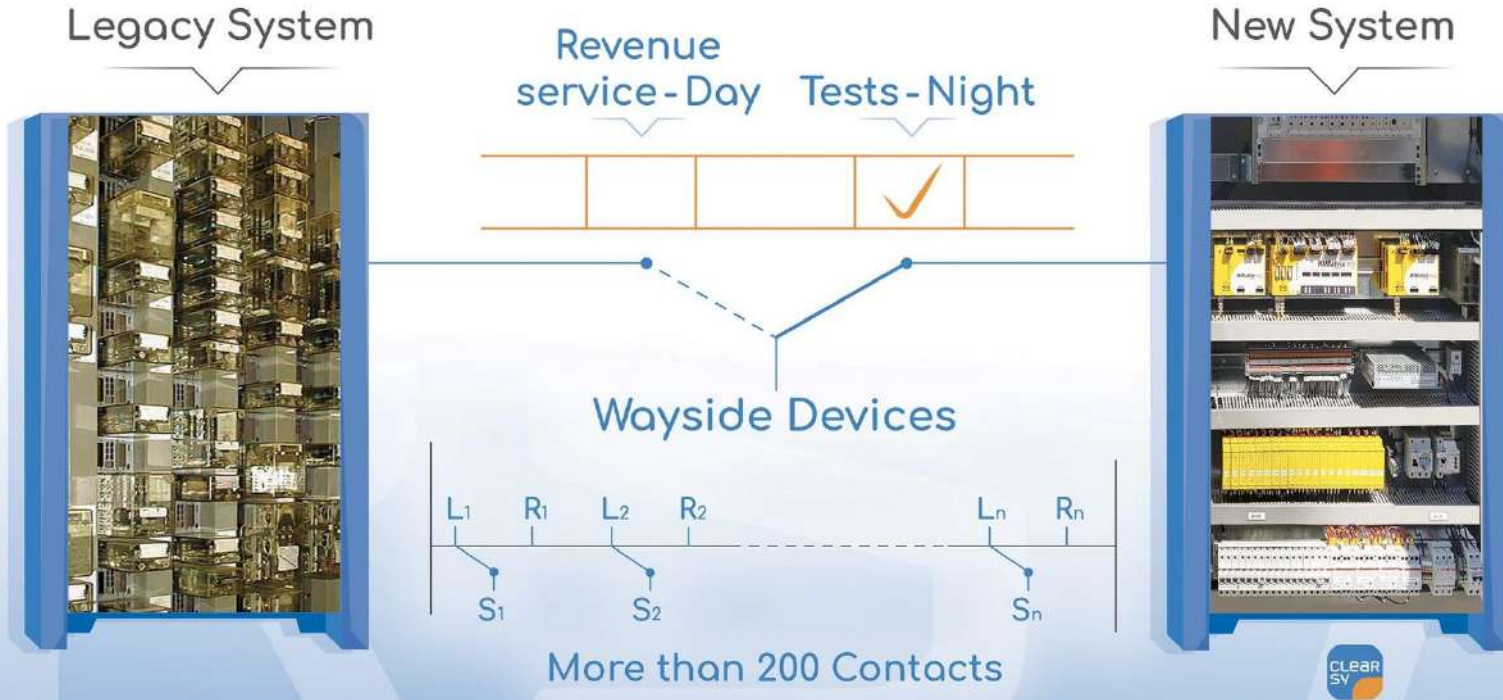 Legacy System
Revenue
service - Day
Tests - Night
New System
Wayside Devices
L1
R1
L2
R2
Ln
Rn
S1
S2
Sn
More than 200 Contacts
CLEAR
SY